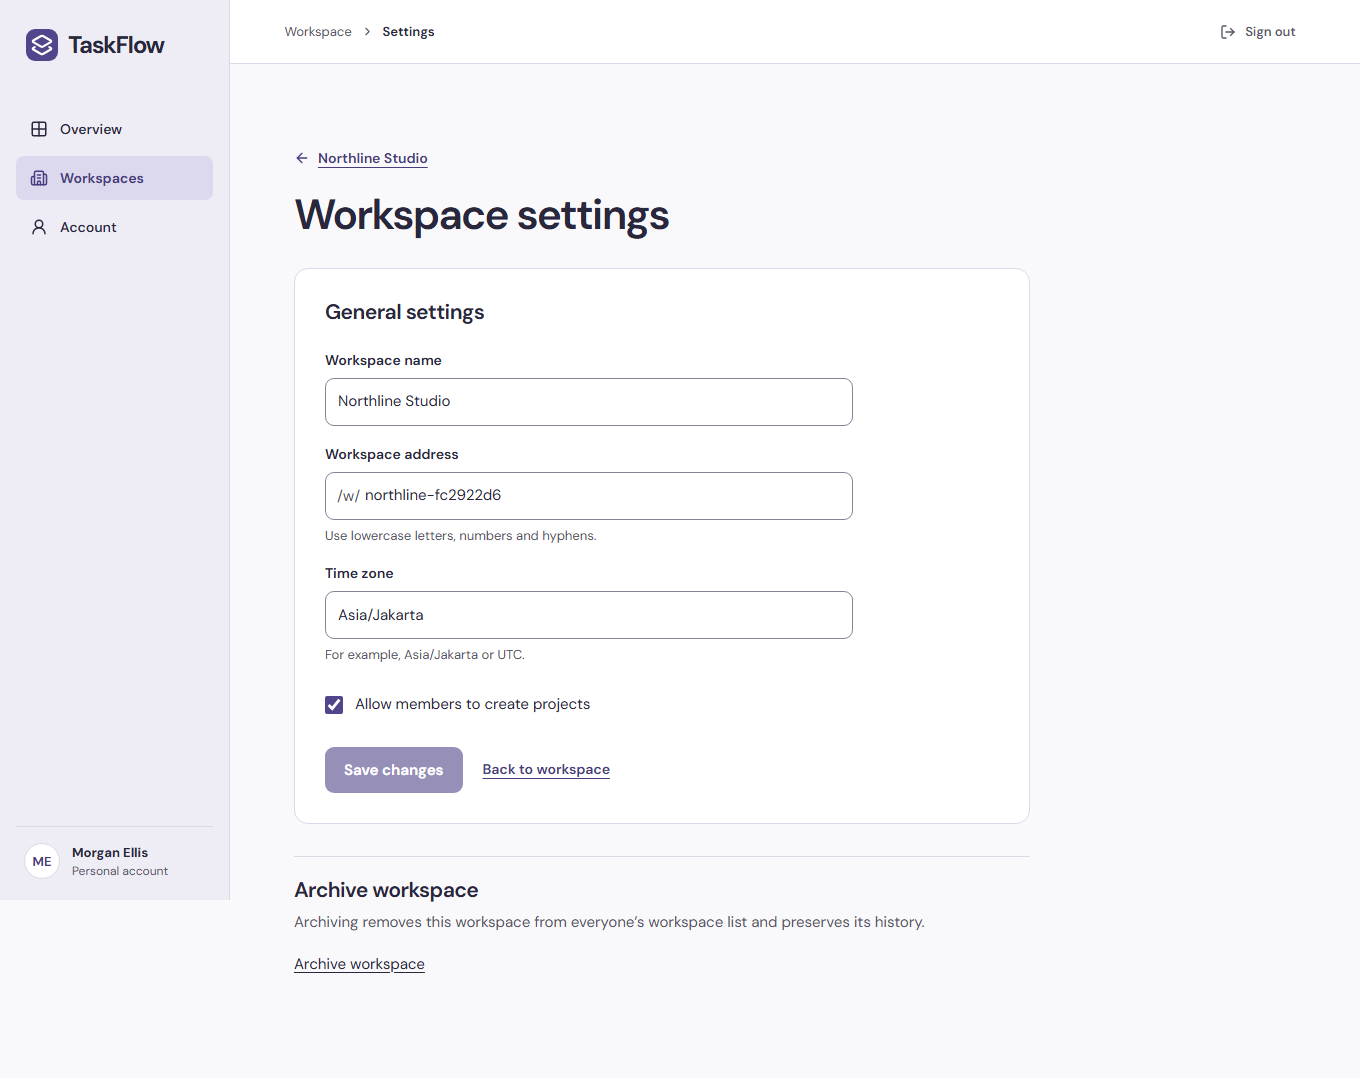 TaskFlow
Overview
Workspaces
Account
ME
Morgan Ellis
Personal account
Workspace > Settings
Sign out
Northline Studio
Workspace settings
General settings
Workspace name
Northline Studio
Workspace address
/w/ northline-fc2922d6
Use lowercase letters, numbers and hyphens.
Time zone
Asia/Jakarta
For example, Asia/Jakarta or UTC.
Allow members to create projects
Save changes
Back to workspace
Archive workspace
Archiving removes this workspace from everyone’s workspace list and preserves its history.
Archive workspace